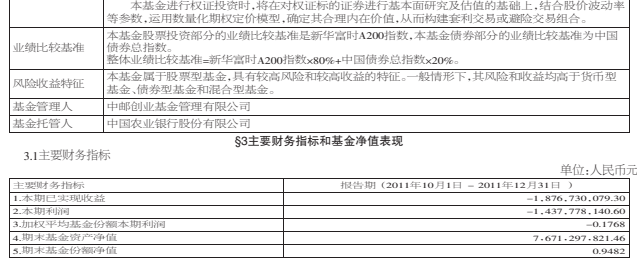 本基金进行权证投资时,将在对权证标的证券进行基本面研究及估值的基础上,结合股价波动率
等参数,运用数量化期权定价模型,确定其合理内在价值,从而构建套利交易或避险交易组合。
业绩比较基准
本基金股票投资部分的业绩比较基准是新华富时A200指数,本基金债券部分的业绩比较基准为中国
债券总指数。
整体业绩比较基准=新华富时A200指数×80%+中国债券总指数×20%。
风险收益特征
本基金属于股票型基金,具有较高风险和较高收益的特征。一般情形下,其风险和收益均高于货币型
基金、债券型基金和混合型基金。
基金管理人 中邮创业基金管理有限公司
基金托管人 中国农业银行股份有限公司
§3主要财务指标和基金净值表现
3.1主要财务指标
单位:人民币元
主要财务指标 报告期(2011年10月1日 - 2011年12月31日 )
1.本期已实现收益 -1,876,730,079.30
2.本期利润 -1,437,778,140.60
3.加权平均基金份额本期利润 -0.1768
4.期末基金资产净值 7,671,297,821.46
5.期末基金份额净值 0.9482